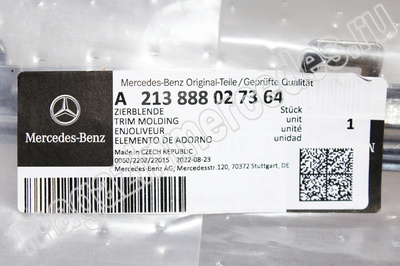 Mercedes-Benz Original-Teile/Geprüfte Qualität
A 213 888 02 73 64
ZIERBLENDE Stück
TRIM MOLDING unit
ENJOLIVEUR unité 1
ELEMENTO DE ADORNO unidad
Made in CZECH REPUBLIC
0060/2208/22015 2022-08-23
Mercedes-Benz AG, Mercedesstr.120, 70372 Stuttgart, DE
Mercedes-Benz